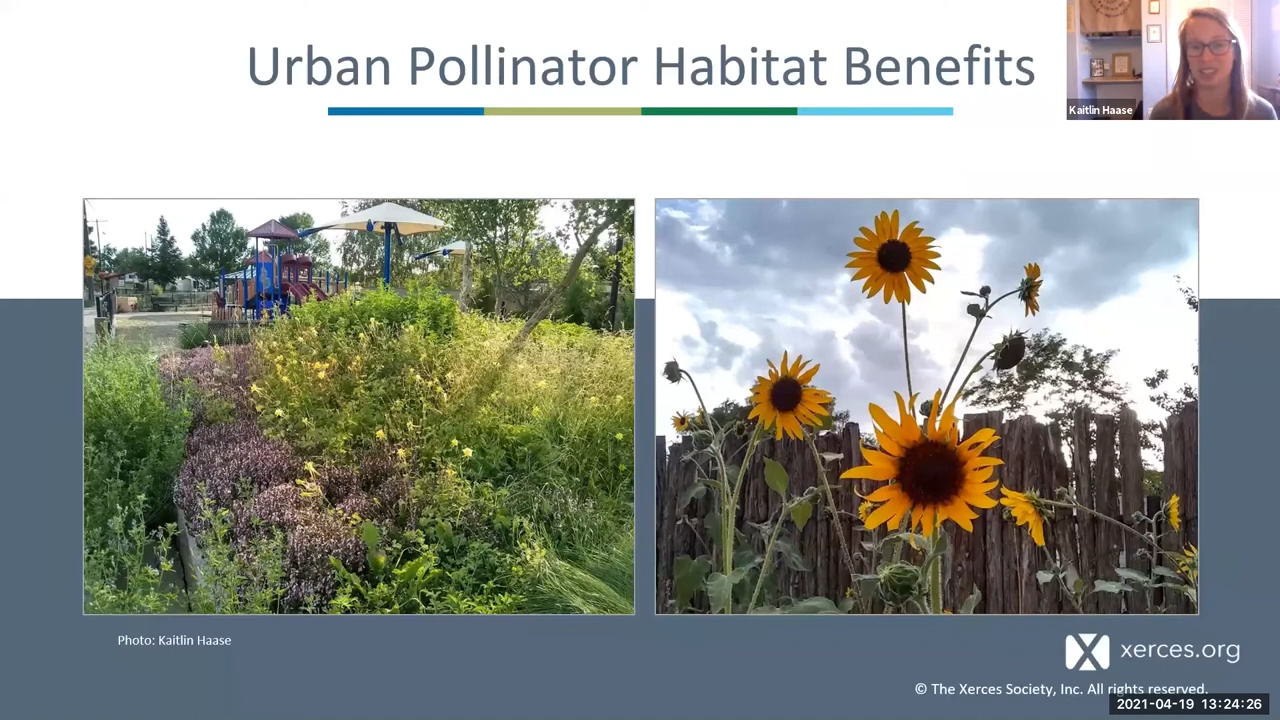 Urban Pollinator Habitat Benefits
Kaitlin Haase
Photo: Kaitlin Haase
xerces.org
© The Xerces Society, Inc. All rights reserved.
2021-04-19 13:24:26